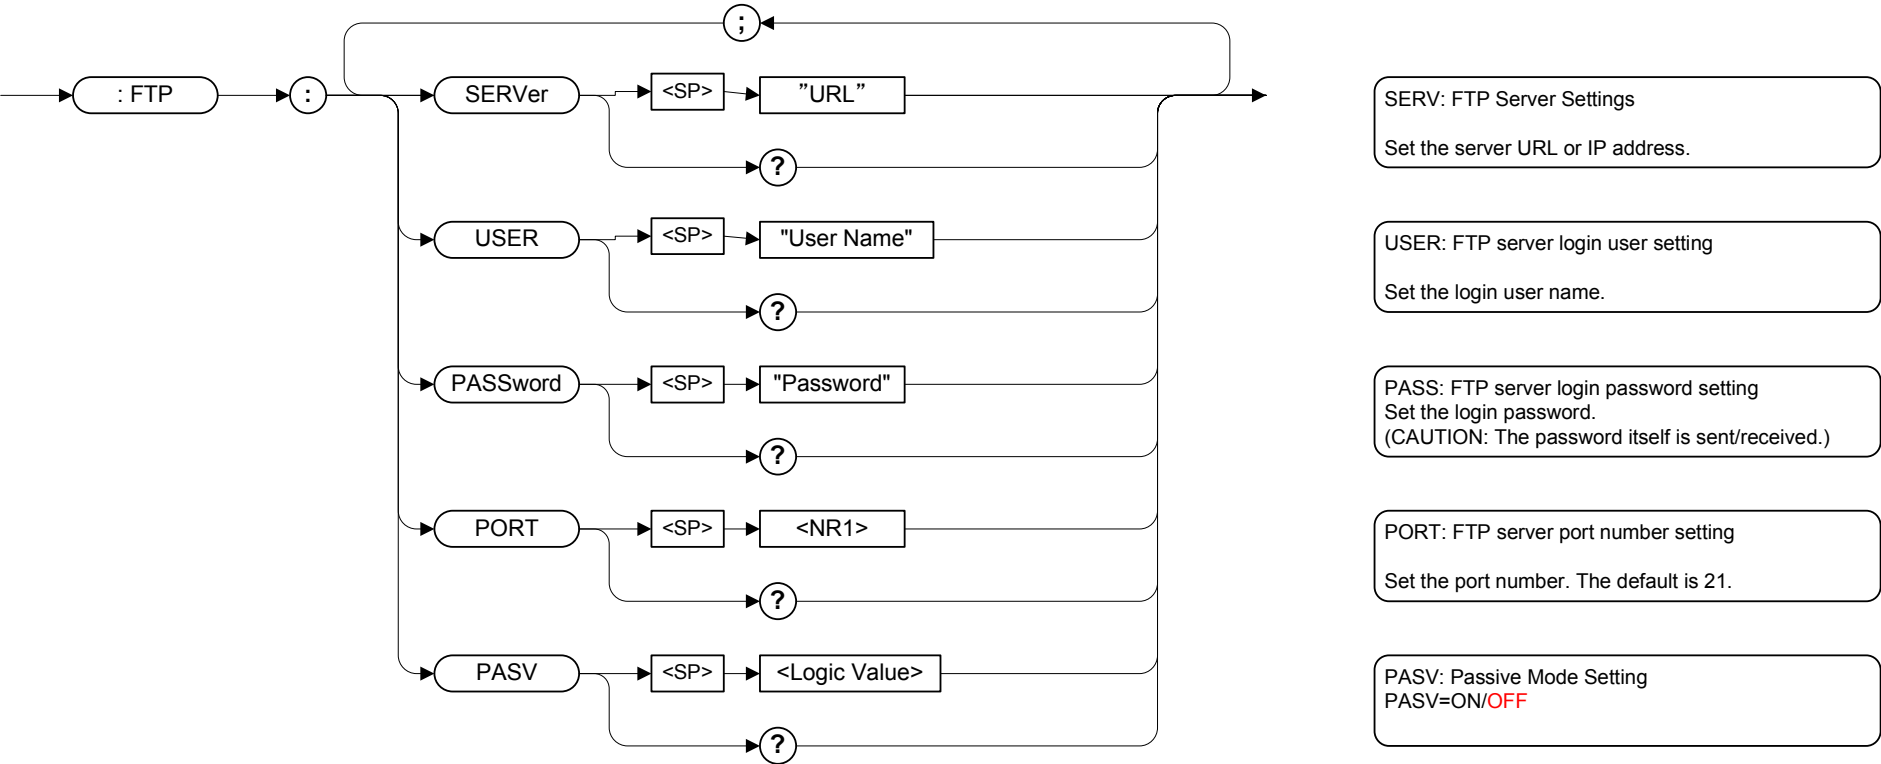 ;
: FTP
:
SERVer
<SP>
”URL”
?
SERV: FTP Server Settings
Set the server URL or IP address.
USER
<SP>
"User Name"
?
USER: FTP server login user setting
Set the login user name.
PASSword
<SP>
"Password"
?
PASS: FTP server login password setting
Set the login password.
(CAUTION: The password itself is sent/received.)
PORT
<SP>
<NR1>
?
PORT: FTP server port number setting
Set the port number. The default is 21.
PASV
<SP>
<Logic Value>
?
PASV: Passive Mode Setting
PASV=ON/OFF